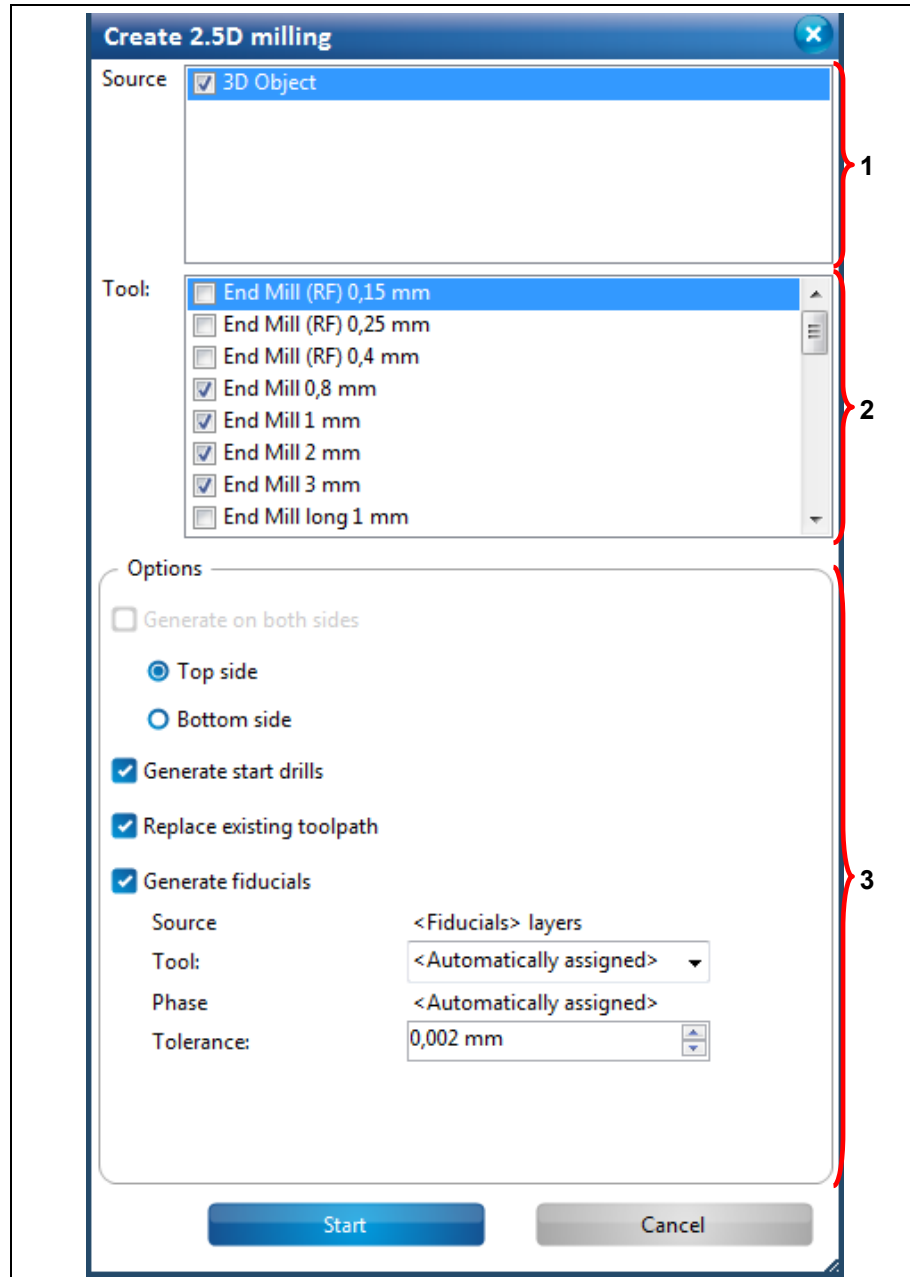 Create 2.5D milling
Source
3D Object
1
Tool:
End Mill (RF) 0,15 mm
End Mill (RF) 0,25 mm
End Mill (RF) 0,4 mm
End Mill 0,8 mm
End Mill 1 mm
End Mill 2 mm
End Mill 3 mm
End Mill long 1 mm
2
Options
Generate on both sides
Top side
Bottom side
Generate start drills
Replace existing toolpath
Generate fiducials
3
Source <Fiducials> layers
Tool: <Automatically assigned>
Phase <Automatically assigned>
Tolerance: 0,002 mm
Start Cancel